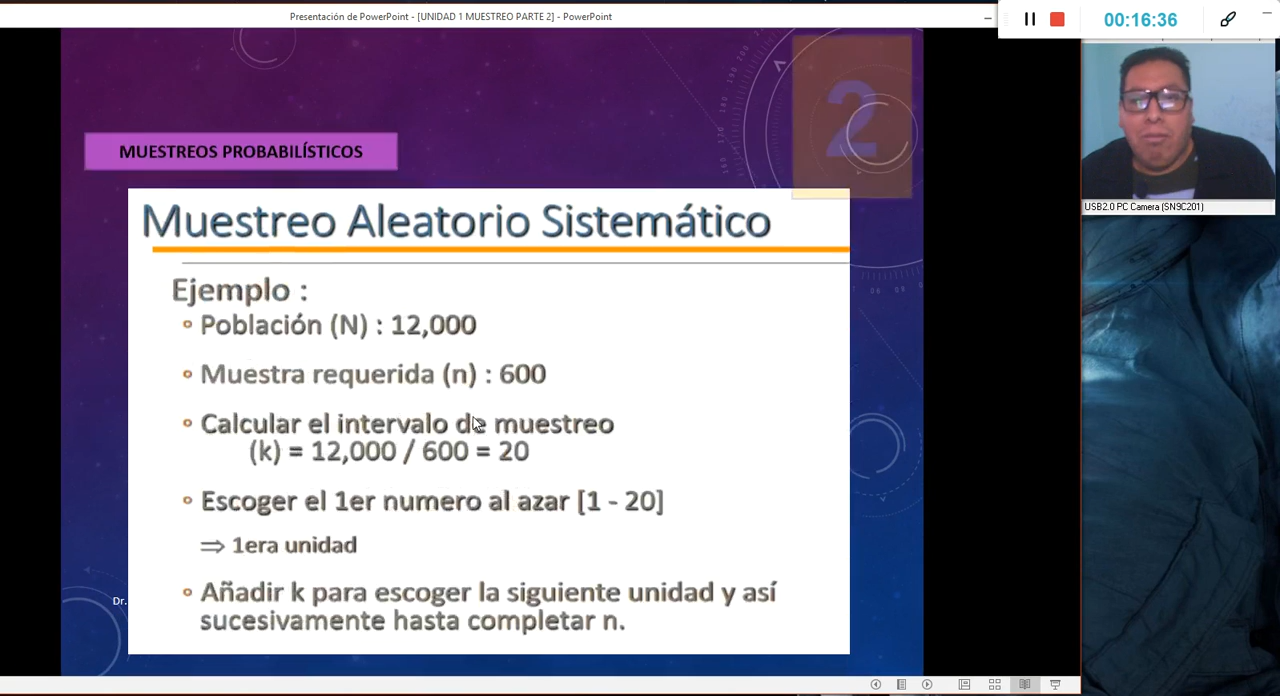 Presentación de PowerPoint - [UNIDAD 1 MUESTREO PARTE 2] - PowerPoint
00:16:36
2
MUESTREOS PROBABILÍSTICOS
USB2.0 PC Camera (SN9C201)
Muestreo Aleatorio Sistemático
Ejemplo :
Población (N) : 12,000
Muestra requerida (n) : 600
Calcular el intervalo de muestreo
(k) = 12,000 / 600 = 20
Escoger el 1er numero al azar [1 - 20]
⇒ 1era unidad
Añadir k para escoger la siguiente unidad y así
sucesivamente hasta completar n.
Dr.